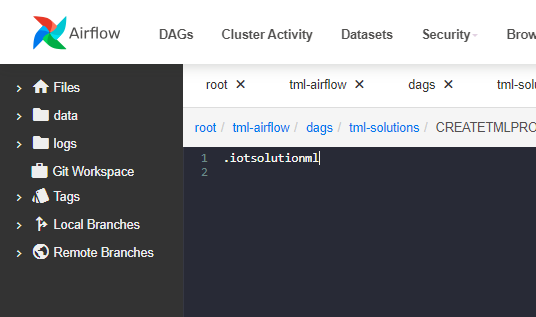 Airflow
DAGs
Cluster Activity
Datasets
Security
Brow
Files
data
logs
Git Workspace
Tags
Local Branches
Remote Branches
root ✕ tml-airflow ✕ dags ✕ tml-sol
root / tml-airflow / dags / tml-solutions / CREATETMLPRO
1 .iotsolutionml
2